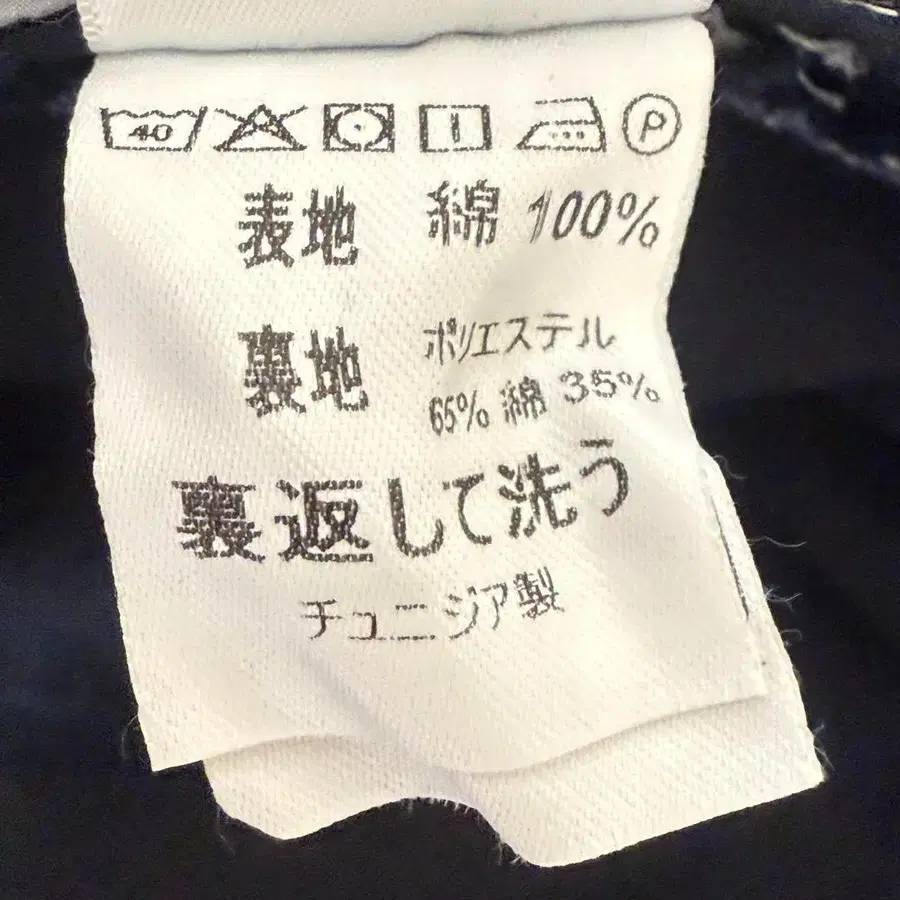 40 P
表地 綿 100%
裏地 ポリエステル
65% 綿 35%
裏返して洗う
チュニジア製